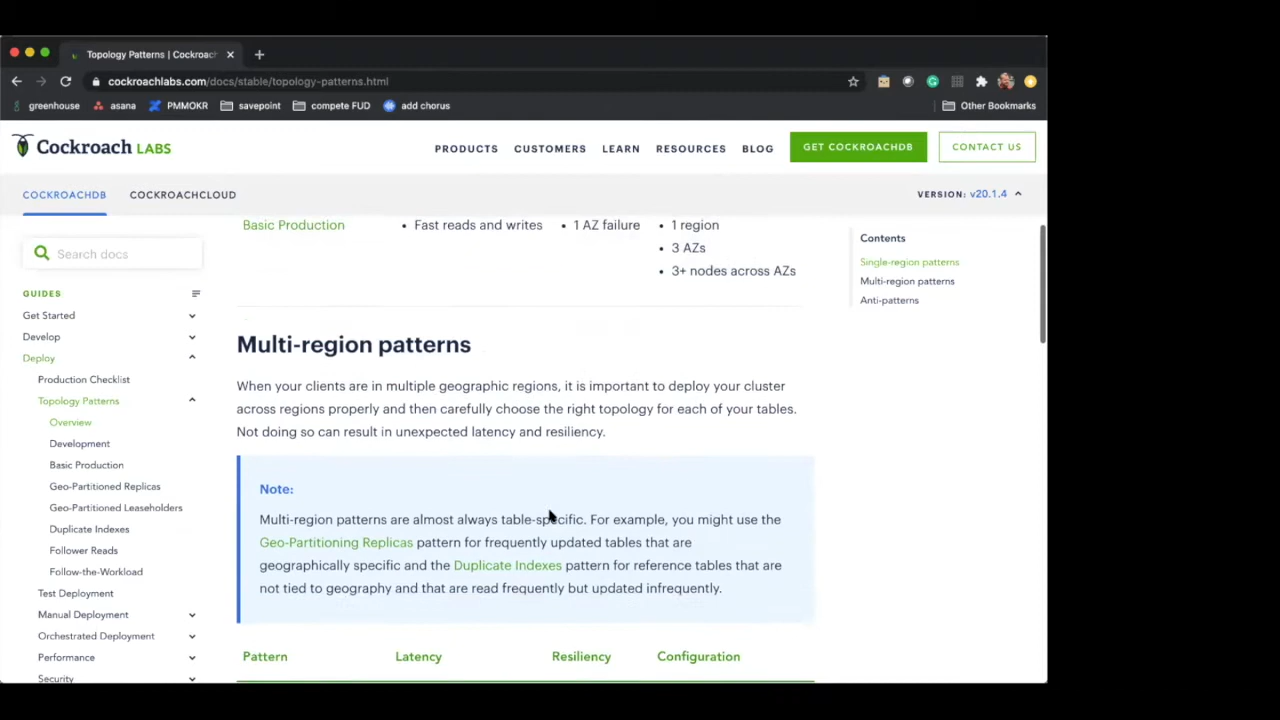 Topology Patterns | Cockroach
cockroachlabs.com/docs/stable/topology-patterns.html
greenhouse asana PMMOKR savepoint compete FUD add chorus Other Bookmarks
Cockroach LABS
PRODUCTS CUSTOMERS LEARN RESOURCES BLOG GET COCKROACHDB CONTACT US
COCKROACHDB COCKROACHCLOUD VERSION: v20.1.4
Search docs
GUIDES
Get Started
Develop
Deploy
Production Checklist
Topology Patterns
Overview
Development
Basic Production
Geo-Partitioned Replicas
Geo-Partitioned Leaseholders
Duplicate Indexes
Follower Reads
Follow-the-Workload
Test Deployment
Manual Deployment
Orchestrated Deployment
Performance
Security
Basic Production • Fast reads and writes • 1 AZ failure • 1 region
• 3 AZs
• 3+ nodes across AZs
Multi-region patterns
When your clients are in multiple geographic regions, it is important to deploy your cluster
across regions properly and then carefully choose the right topology for each of your tables.
Not doing so can result in unexpected latency and resiliency.
Note:
Multi-region patterns are almost always table-specific. For example, you might use the
Geo-Partitioning Replicas pattern for frequently updated tables that are
geographically specific and the Duplicate Indexes pattern for reference tables that are
not tied to geography and that are read frequently but updated infrequently.
Pattern Latency Resiliency Configuration
Contents
Single-region patterns
Multi-region patterns
Anti-patterns